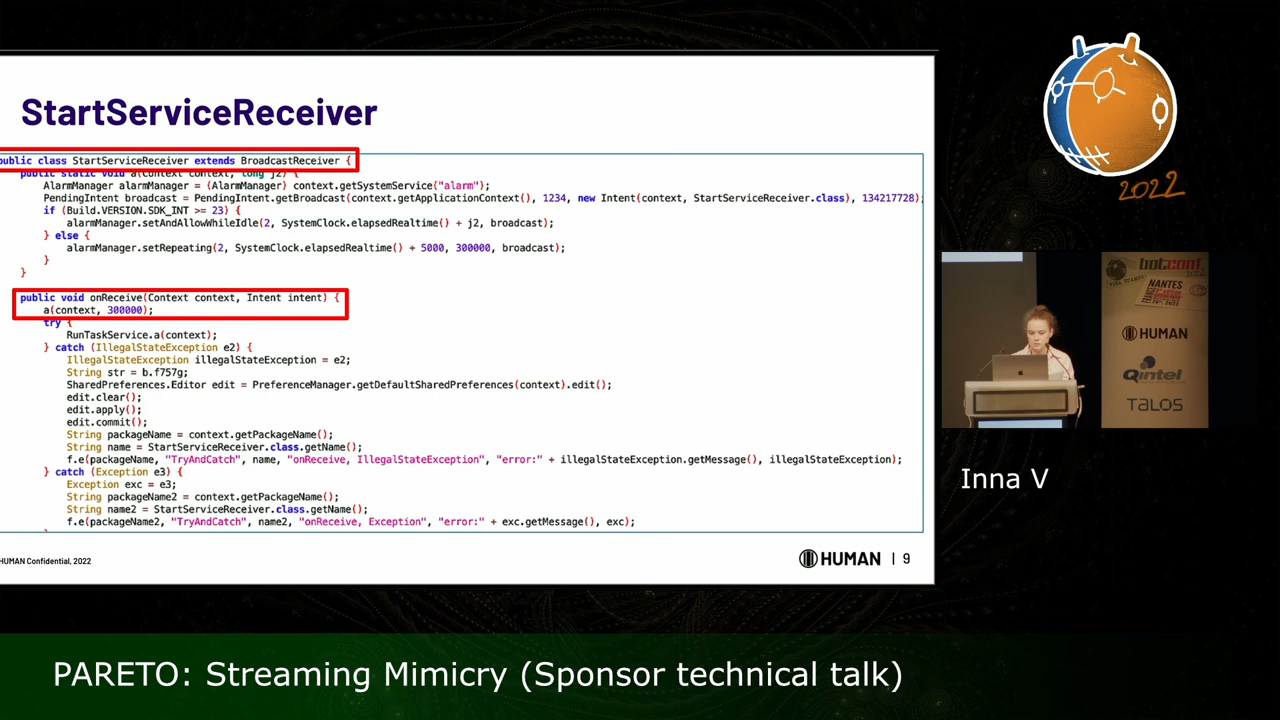 StartServiceReceiver
public class StartServiceReceiver extends BroadcastReceiver {
public static void a(Context context, long j2) {
AlarmManager alarmManager = (AlarmManager) context.getSystemService("alarm");
PendingIntent broadcast = PendingIntent.getBroadcast(context.getApplicationContext(), 1234, new Intent(context, StartServiceReceiver.class), 134217728);
if (Build.VERSION.SDK_INT >= 23) {
alarmManager.setAndAllowWhileIdle(2, SystemClock.elapsedRealtime() + j2, broadcast);
} else {
alarmManager.setRepeating(2, SystemClock.elapsedRealtime() + 5000, 300000, broadcast);
}
}
public void onReceive(Context context, Intent intent) {
a(context, 300000);
try {
RunTaskService.a(context);
} catch (IllegalStateException e2) {
IllegalStateException illegalStateException = e2;
String str = b.f757g;
SharedPreferences.Editor edit = PreferenceManager.getDefaultSharedPreferences(context).edit();
edit.clear();
edit.apply();
edit.commit();
String packageName = context.getPackageName();
String name = StartServiceReceiver.class.getName();
f.e(packageName, "TryAndCatch", name, "onReceive, IllegalStateException", "error:" + illegalStateException.getMessage(), illegalStateException);
} catch (Exception e3) {
Exception exc = e3;
String packageName2 = context.getPackageName();
String name2 = StartServiceReceiver.class.getName();
f.e(packageName2, "TryAndCatch", name2, "onReceive, Exception", "error:" + exc.getMessage(), exc);
HUMAN Confidential, 2022
HUMAN | 9
2022
botconf
NANTES
HUMAN
Qintel
TALOS
Inna V
PARETO: Streaming Mimicry (Sponsor technical talk)